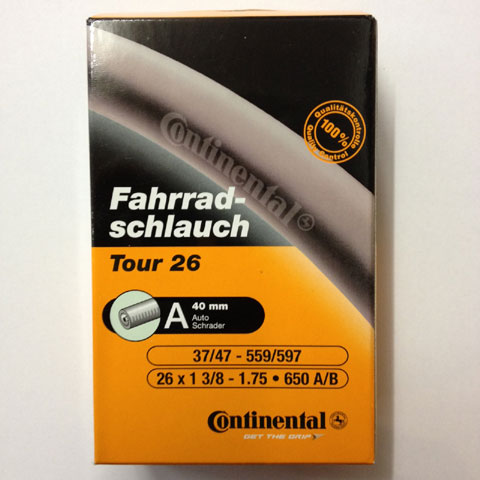 Continental
Qualitätskontrolle
100%
Quality Control
Fahrrad-
schlauch
Tour 26
A
40 mm
Auto
Schrader
37/47 - 559/597
26 x 1 3/8 - 1.75 • 650 A/B
Continental
GET THE GRIP